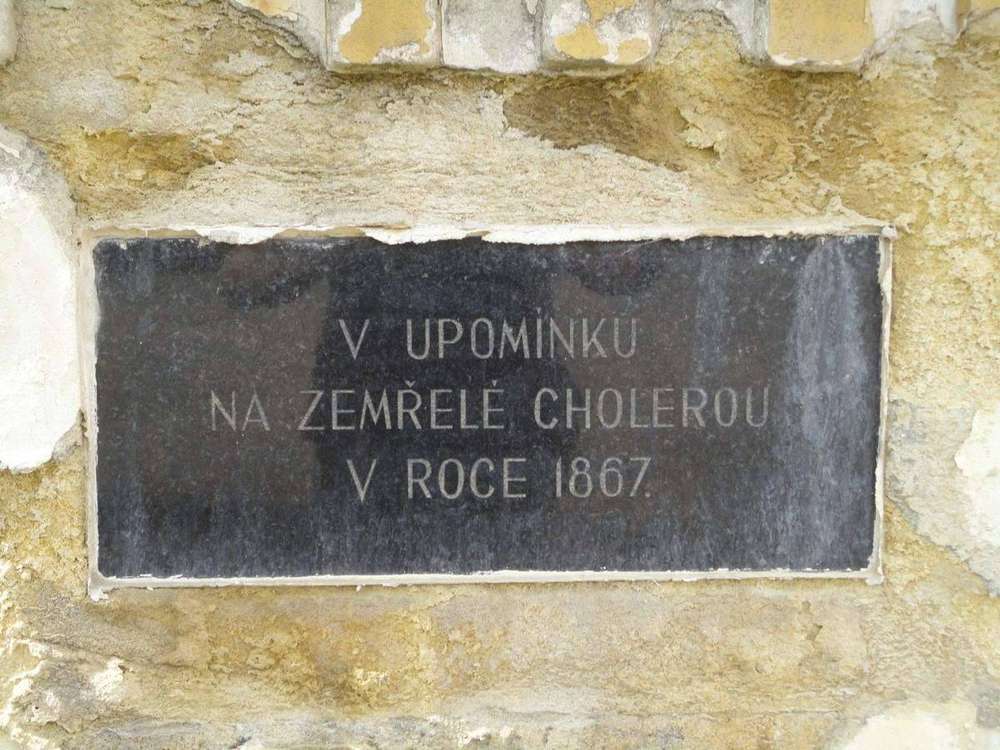 V UPOMÍNKU
NA ZEMŘELÉ CHOLEROU
V ROCE 1867.